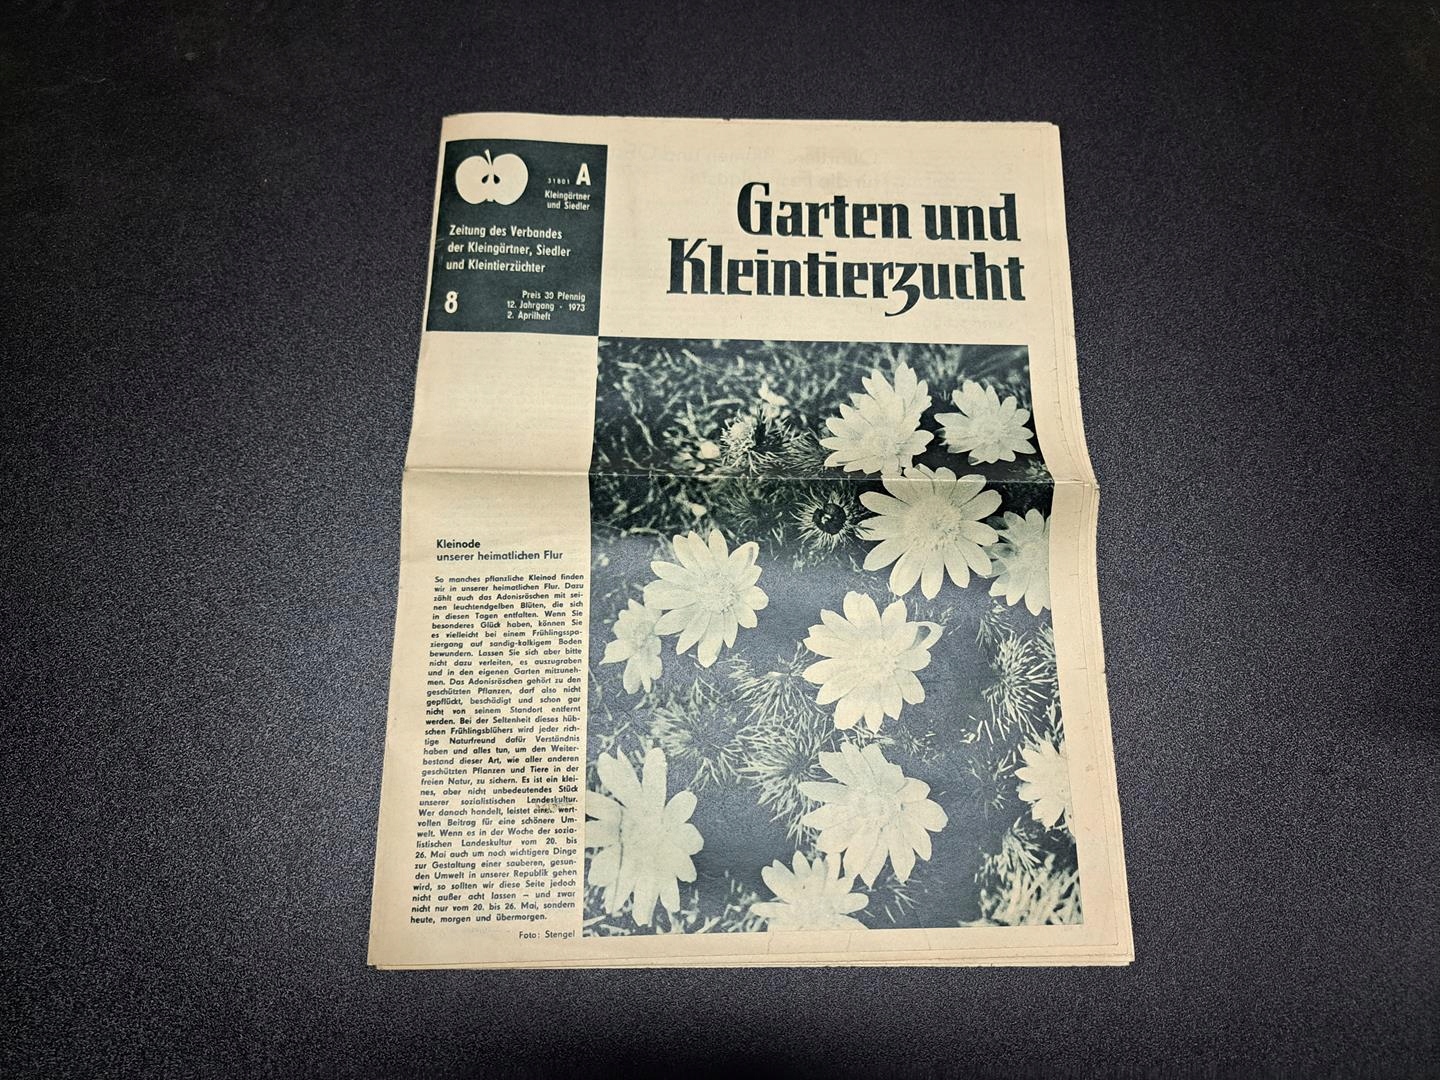 31801 A
Kleingärtner
und Siedler
Zeitung des Verbandes
der Kleingärtner, Siedler
und Kleintierzüchter
8
Preis 30 Pfennig
12. Jahrgang · 1973
2. Aprilheft
Garten und
Kleintierzucht
Kleinode
unserer heimatlichen Flur
So manches pflanzliche Kleinod finden
wir in unserer heimatlichen Flur. Dazu
zählt auch das Adonisröschen mit sei-
nen leuchtendgelben Blüten, die sich
in diesen Tagen entfalten. Wenn Sie
besonderes Glück haben, können Sie
es vielleicht bei einem Frühlingsspa-
ziergang auf sandig-kalkigem Boden
bewundern. Lassen Sie sich aber bitte
nicht dazu verleiten, es auszugraben
und in den eigenen Garten mitzuneh-
men. Das Adonisröschen gehört zu den
geschützten Pflanzen, darf also nicht
gepflückt, beschädigt und schon gar
nicht von seinem Standort entfernt
werden. Bei der Seltenheit dieses hüb-
schen Frühlingsblühers wird jeder rich-
tige Naturfreund dafür Verständnis
haben und alles tun, um den Weiter-
bestand dieser Art, wie aller anderen
geschützten Pflanzen und Tiere in der
freien Natur, zu sichern. Es ist ein klei-
nes, aber nicht unbedeutendes Stück
unserer sozialistischen Landeskultur.
Wer danach handelt, leistet einen wert-
vollen Beitrag für eine schönere Um-
welt. Wenn es in der Woche der sozia-
listischen Landeskultur vom 20. bis
26. Mai auch um noch wichtigere Dinge
zur Gestaltung einer sauberen, gesun-
den Umwelt in unserer Republik gehen
wird, so sollten wir diese Seite jedoch
nicht außer acht lassen – und zwar
nicht nur vom 20. bis 26. Mai, sondern
heute, morgen und übermorgen.
Foto: Stengel